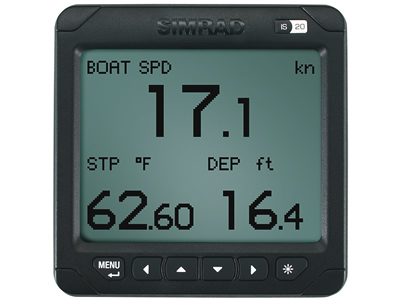 SIMRAD
IS 20
BOAT SPD kn
17.1
STP °F DEP ft
62.60 16.4
MENU